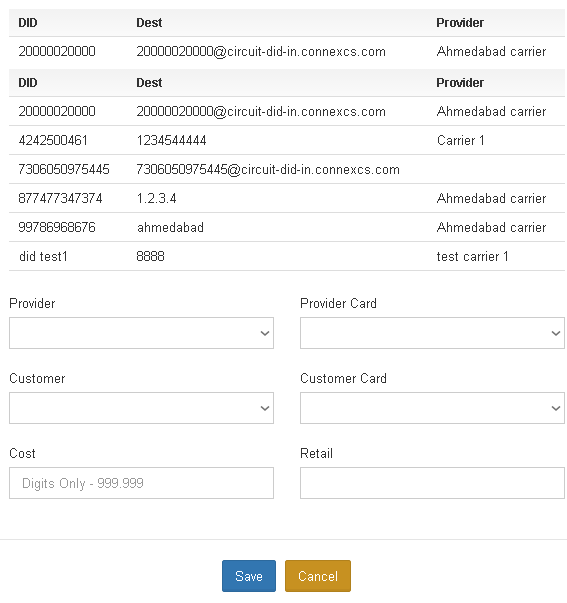 DID Dest Provider
20000020000 20000020000@circuit-did-in.connexcs.com Ahmedabad carrier
DID Dest Provider
20000020000 20000020000@circuit-did-in.connexcs.com Ahmedabad carrier
4242500461 1234544444 Carrier 1
7306050975445 7306050975445@circuit-did-in.connexcs.com
877477347374 1.2.3.4 Ahmedabad carrier
99786968676 ahmedabad Ahmedabad carrier
did test1 8888 test carrier 1
Provider Provider Card
Customer Customer Card
Cost Retail
Digits Only - 999.999
Save Cancel